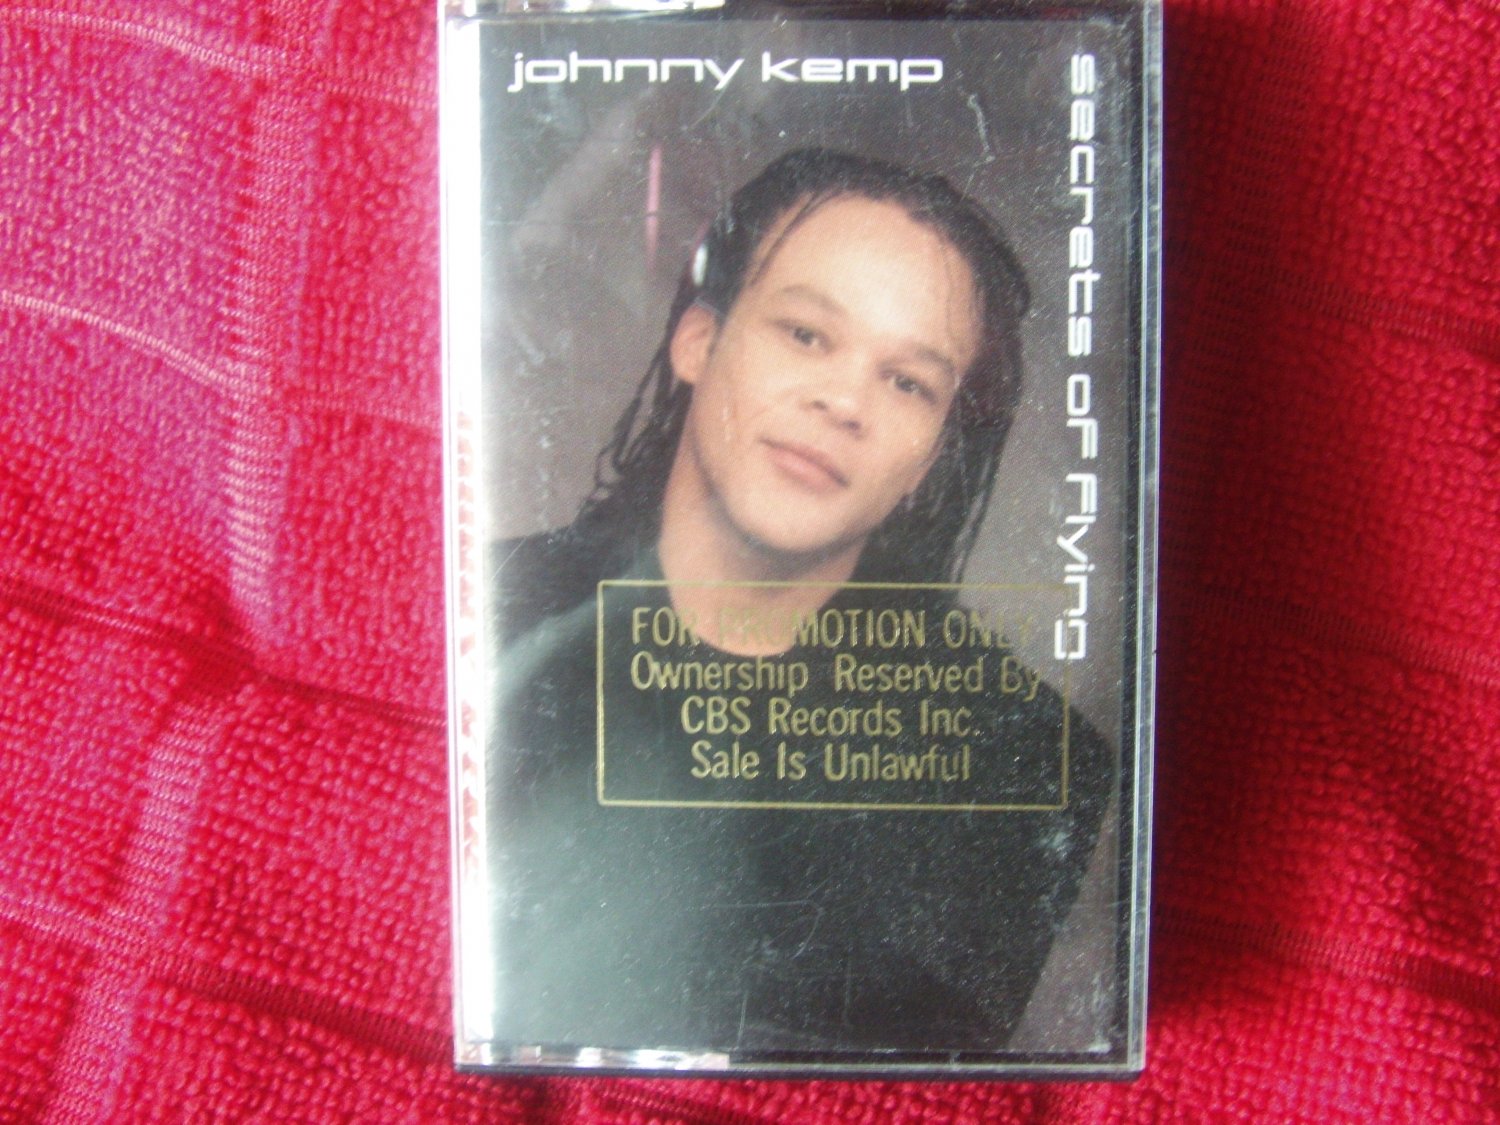 johnny kemp
secrets of flying
FOR PROMOTION ONLY
Ownership Reserved By
CBS Records Inc.
Sale Is Unlawful